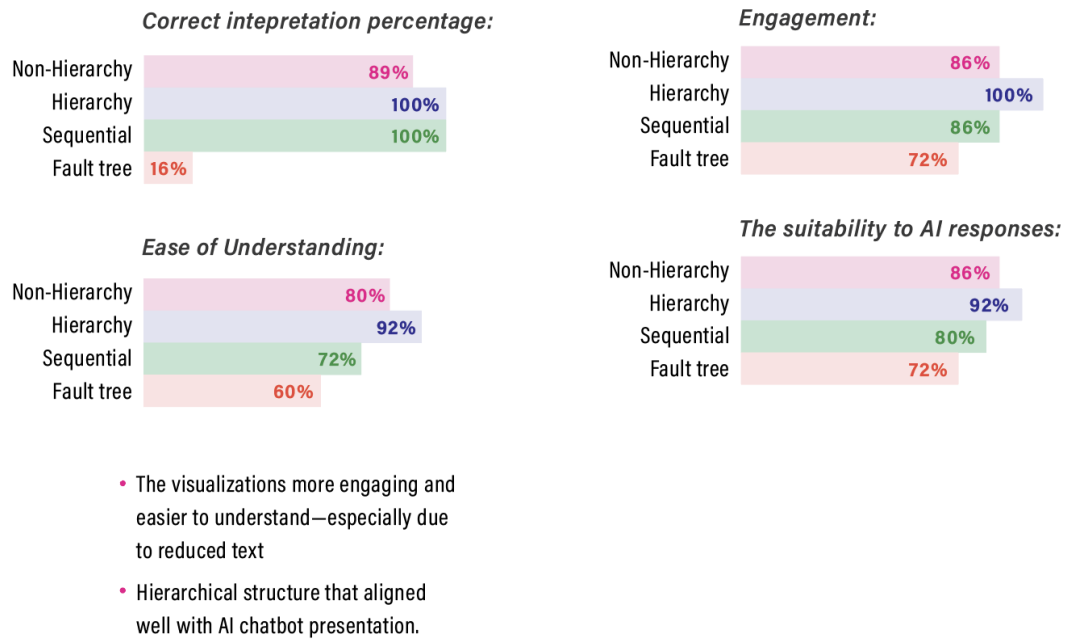 Correct intepretation percentage:
Non-Hierarchy 89%
Hierarchy 100%
Sequential 100%
Fault tree 16%
Engagement:
Non-Hierarchy 86%
Hierarchy 100%
Sequential 86%
Fault tree 72%
Ease of Understanding:
Non-Hierarchy 80%
Hierarchy 92%
Sequential 72%
Fault tree 60%
The suitability to AI responses:
Non-Hierarchy 86%
Hierarchy 92%
Sequential 80%
Fault tree 72%
• The visualizations more engaging and
easier to understand—especially due
to reduced text
• Hierarchical structure that aligned
well with AI chatbot presentation.